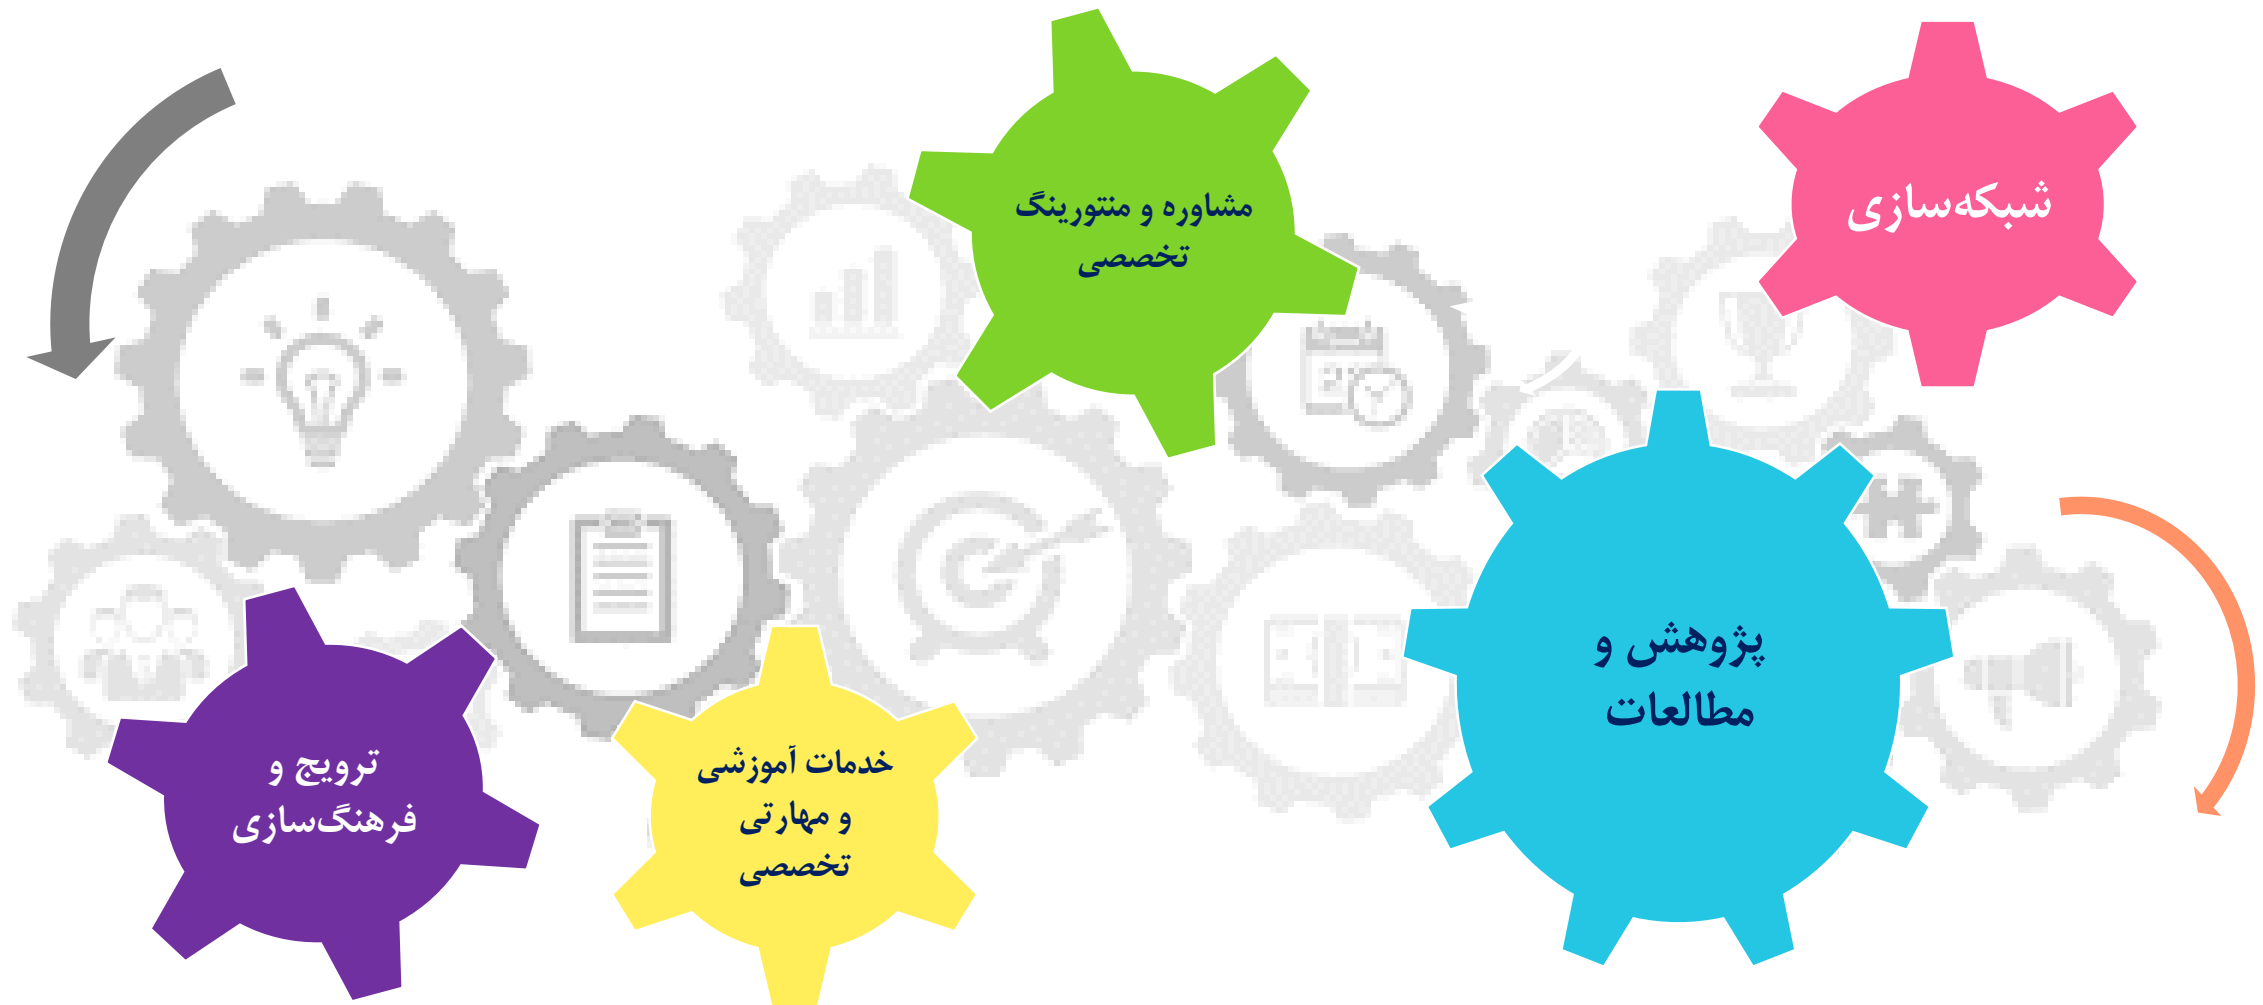 شبکه‌سازی
مشاوره و منتورینگ
تخصصی
پژوهش و
مطالعات
خدمات آموزشی
و مهارتی
تخصصی
ترویج و
فرهنگ‌سازی